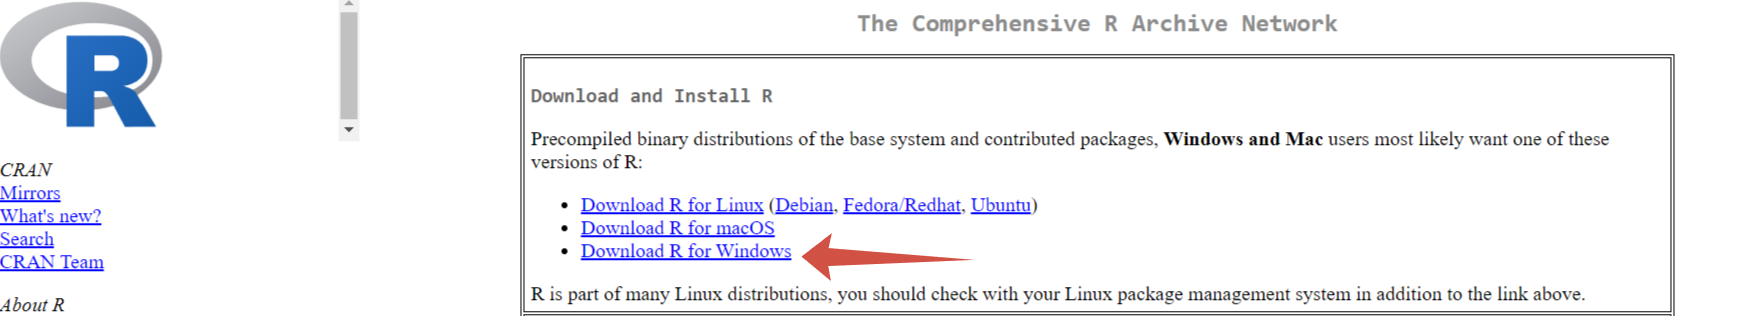 R
The Comprehensive R Archive Network
CRAN
Mirrors
What's new?
Search
CRAN Team
About R
Download and Install R
Precompiled binary distributions of the base system and contributed packages, Windows and Mac users most likely want one of these
versions of R:
• Download R for Linux (Debian, Fedora/Redhat, Ubuntu)
• Download R for macOS
• Download R for Windows
R is part of many Linux distributions, you should check with your Linux package management system in addition to the link above.